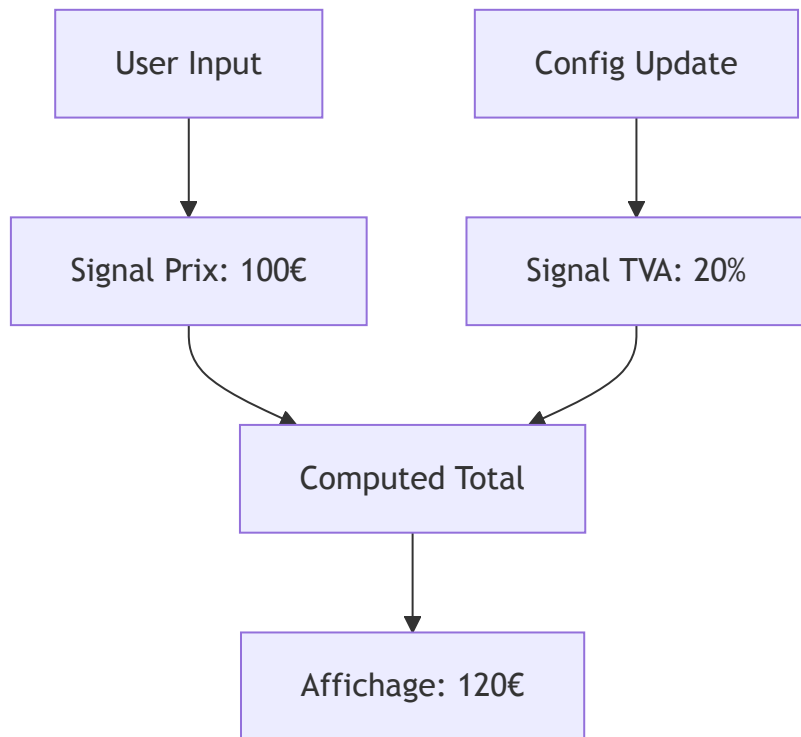 User Input
Config Update
Signal Prix: 100€
Signal TVA: 20%
Computed Total
Affichage: 120€